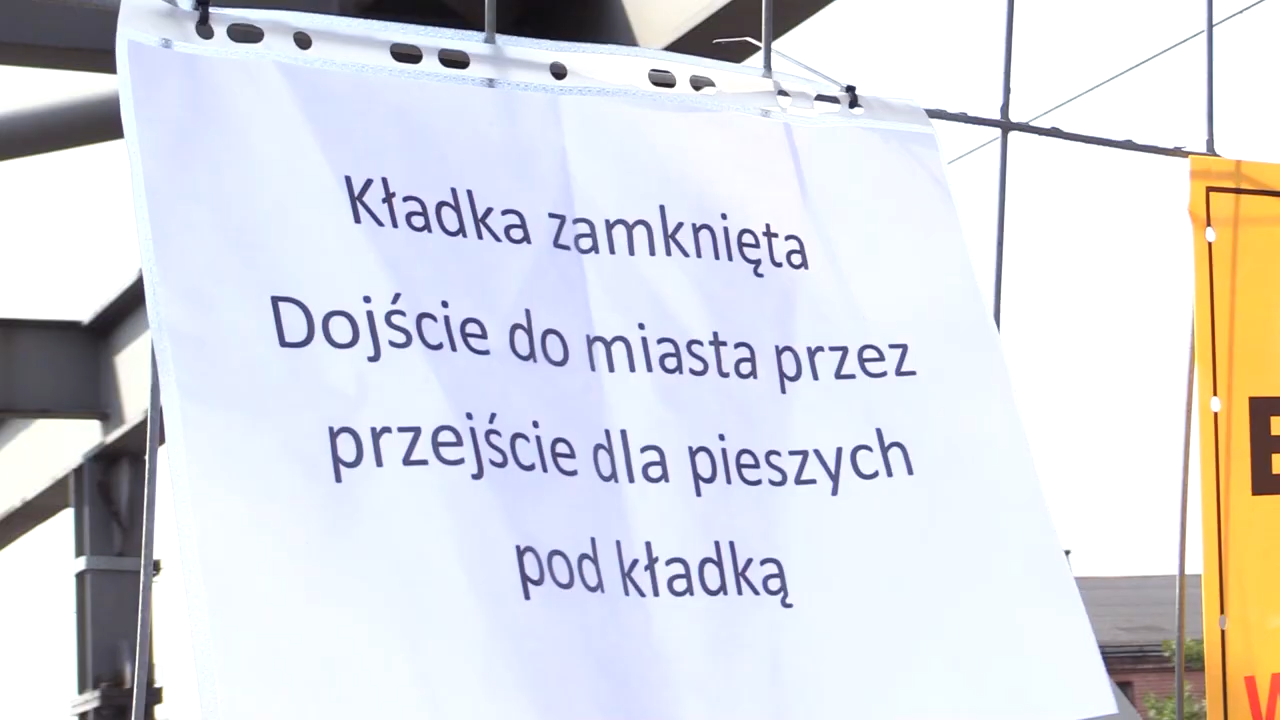 Kładka zamknięta
Dojście do miasta przez
przejście dla pieszych
pod kładką